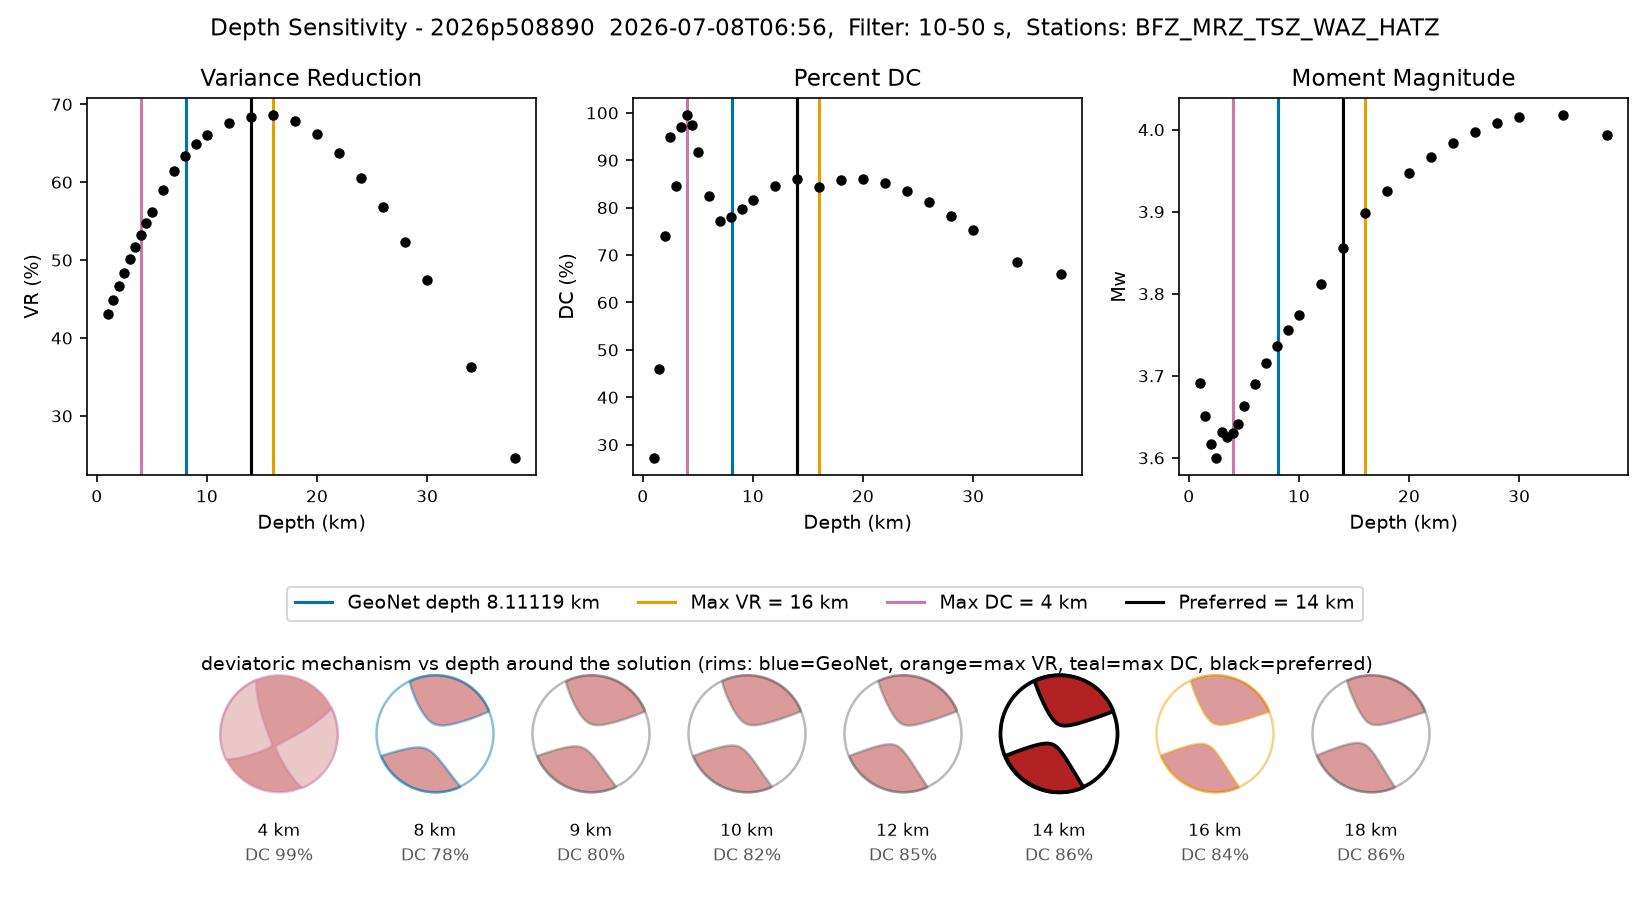 Depth Sensitivity - 2026p508890  2026-07-08T06:56,  Filter: 10-50 s,  Stations: BFZ_MRZ_TSZ_WAZ_HATZ
Variance Reduction
Percent DC
Moment Magnitude
70
60
50
40
30
VR (%)
0 10 20 30
Depth (km)
100
90
80
70
60
50
40
30
DC (%)
0 10 20 30
Depth (km)
4.0
3.9
3.8
3.7
3.6
Mw
0 10 20 30
Depth (km)
GeoNet depth 8.11119 km
Max VR = 16 km
Max DC = 4 km
Preferred = 14 km
deviatoric mechanism vs depth around the solution (rims: blue=GeoNet, orange=max VR, teal=max DC, black=preferred)
4 km 8 km 9 km 10 km 12 km 14 km 16 km 18 km
DC 99% DC 78% DC 80% DC 82% DC 85% DC 86% DC 84% DC 86%